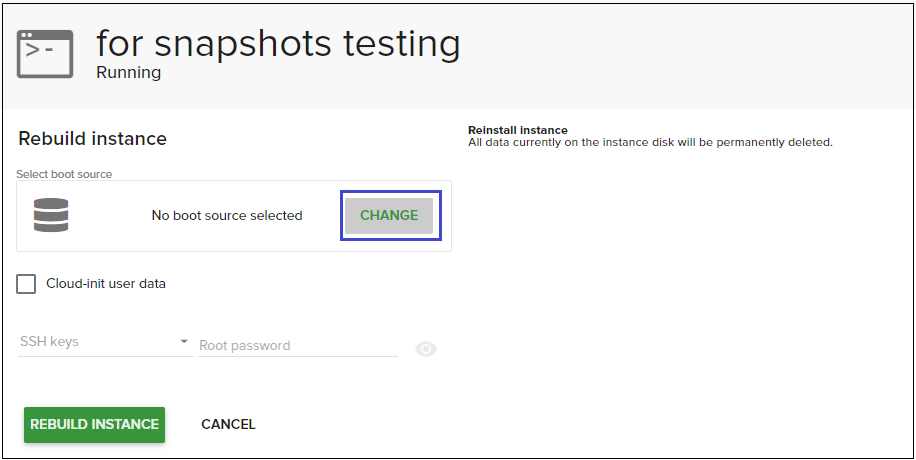 for snapshots testing
Running
Rebuild instance
Reinstall instance
All data currently on the instance disk will be permanently deleted.
Select boot source
No boot source selected
CHANGE
Cloud-init user data
SSH keys
Root password
REBUILD INSTANCE
CANCEL